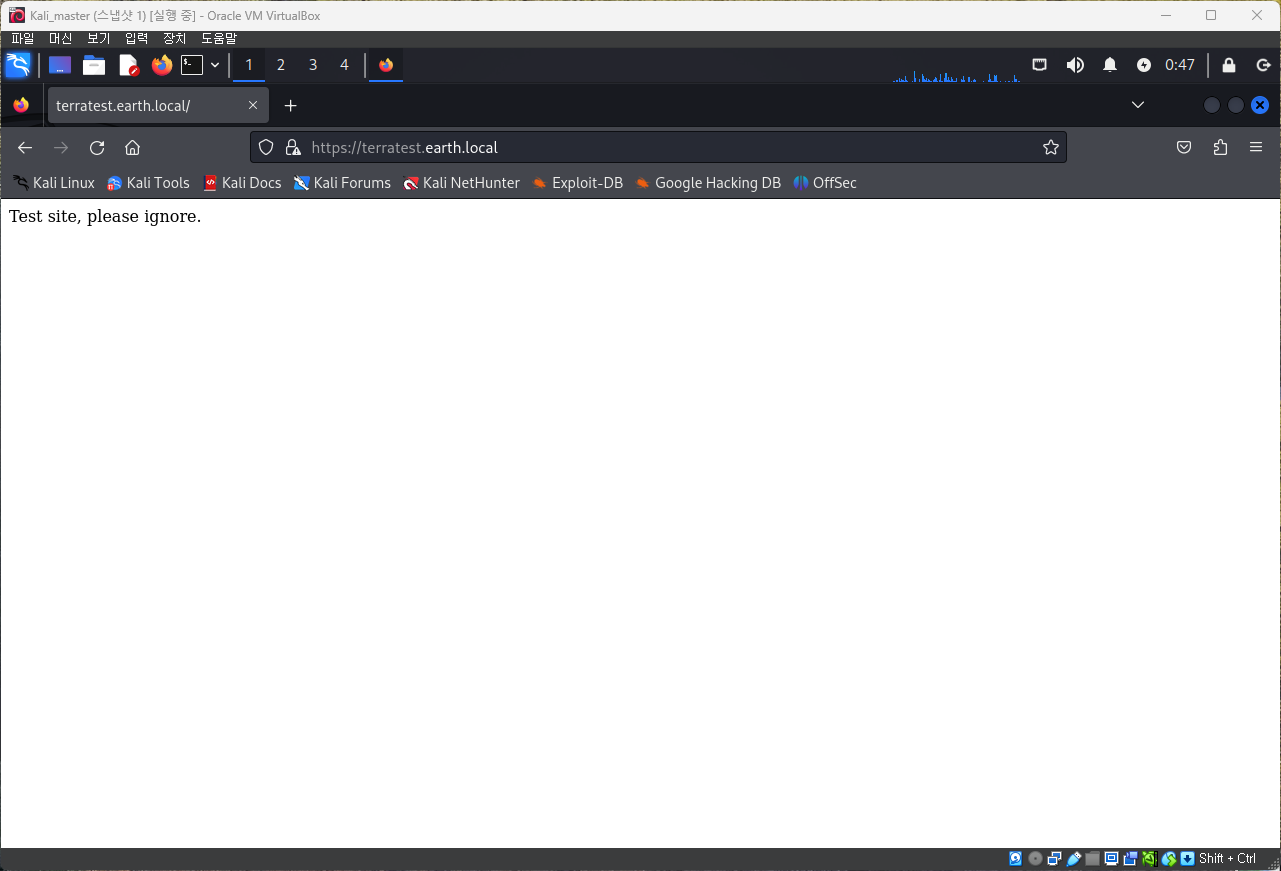 Kali_master (스냅샷 1) [실행 중] - Oracle VM VirtualBox
파일 머신 보기 입력 장치 도움말
1 2 3 4 0:47
terratest.earth.local/
https://terratest.earth.local
Kali Linux Kali Tools Kali Docs Kali Forums Kali NetHunter Exploit-DB Google Hacking DB OffSec
Test site, please ignore.
Shift + Ctrl